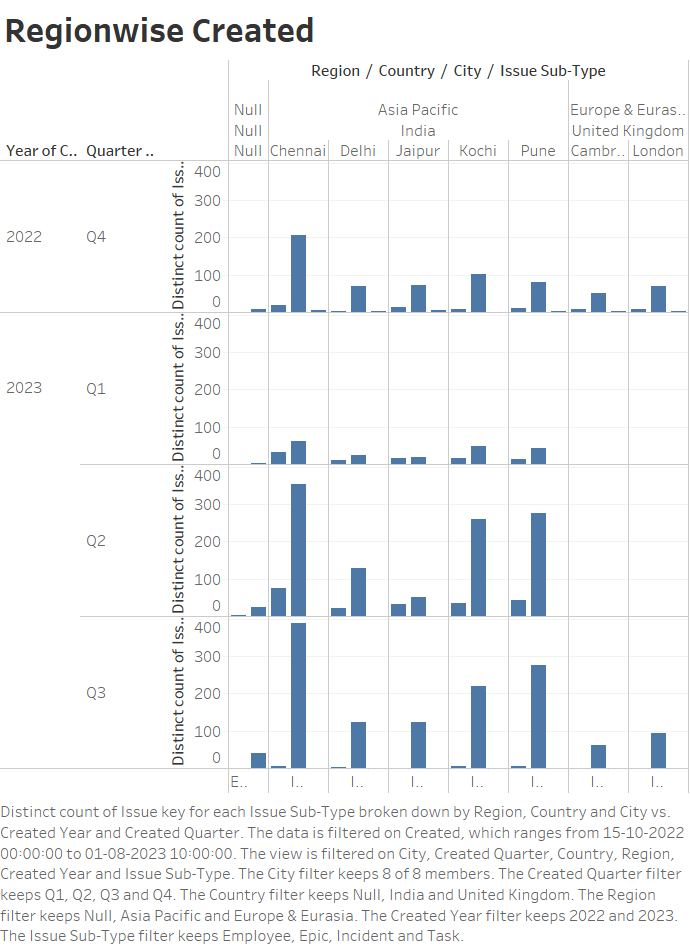 Regionwise Created
Region / Country / City / Issue Sub-Type
Null Asia Pacific Europe & Euras..
Null India United Kingdom
Year of C.. Quarter .. Null Chennai Delhi Jaipur Kochi Pune Cambr.. London
2022 Q4 Distinct count of Iss.. 400 300 200 100 0
2023 Q1 Distinct count of Iss.. 400 300 200 100 0
Q2 Distinct count of Iss.. 400 300 200 100 0
Q3 Distinct count of Iss.. 400 300 200 100 0
E.. I.. I.. I.. I.. I.. I.. I..
Distinct count of Issue key for each Issue Sub-Type broken down by Region, Country and City vs.
Created Year and Created Quarter. The data is filtered on Created, which ranges from 15-10-2022
00:00:00 to 01-08-2023 10:00:00. The view is filtered on City, Created Quarter, Country, Region,
Created Year and Issue Sub-Type. The City filter keeps 8 of 8 members. The Created Quarter filter
keeps Q1, Q2, Q3 and Q4. The Country filter keeps Null, India and United Kingdom. The Region
filter keeps Null, Asia Pacific and Europe & Eurasia. The Created Year filter keeps 2022 and 2023.
The Issue Sub-Type filter keeps Employee, Epic, Incident and Task.